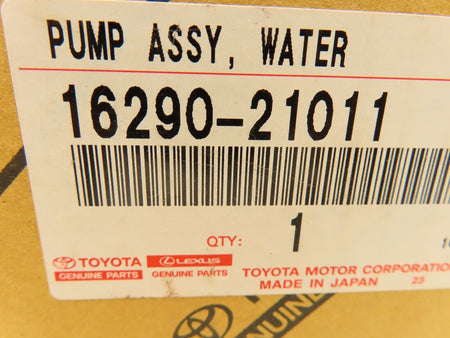 PUMP ASSY, WATER
16290-21011
QTY: 1
TOYOTA LEXUS
GENUINE PARTS GENUINE PARTS
TOYOTA MOTOR CORPORATION
MADE IN JAPAN 23